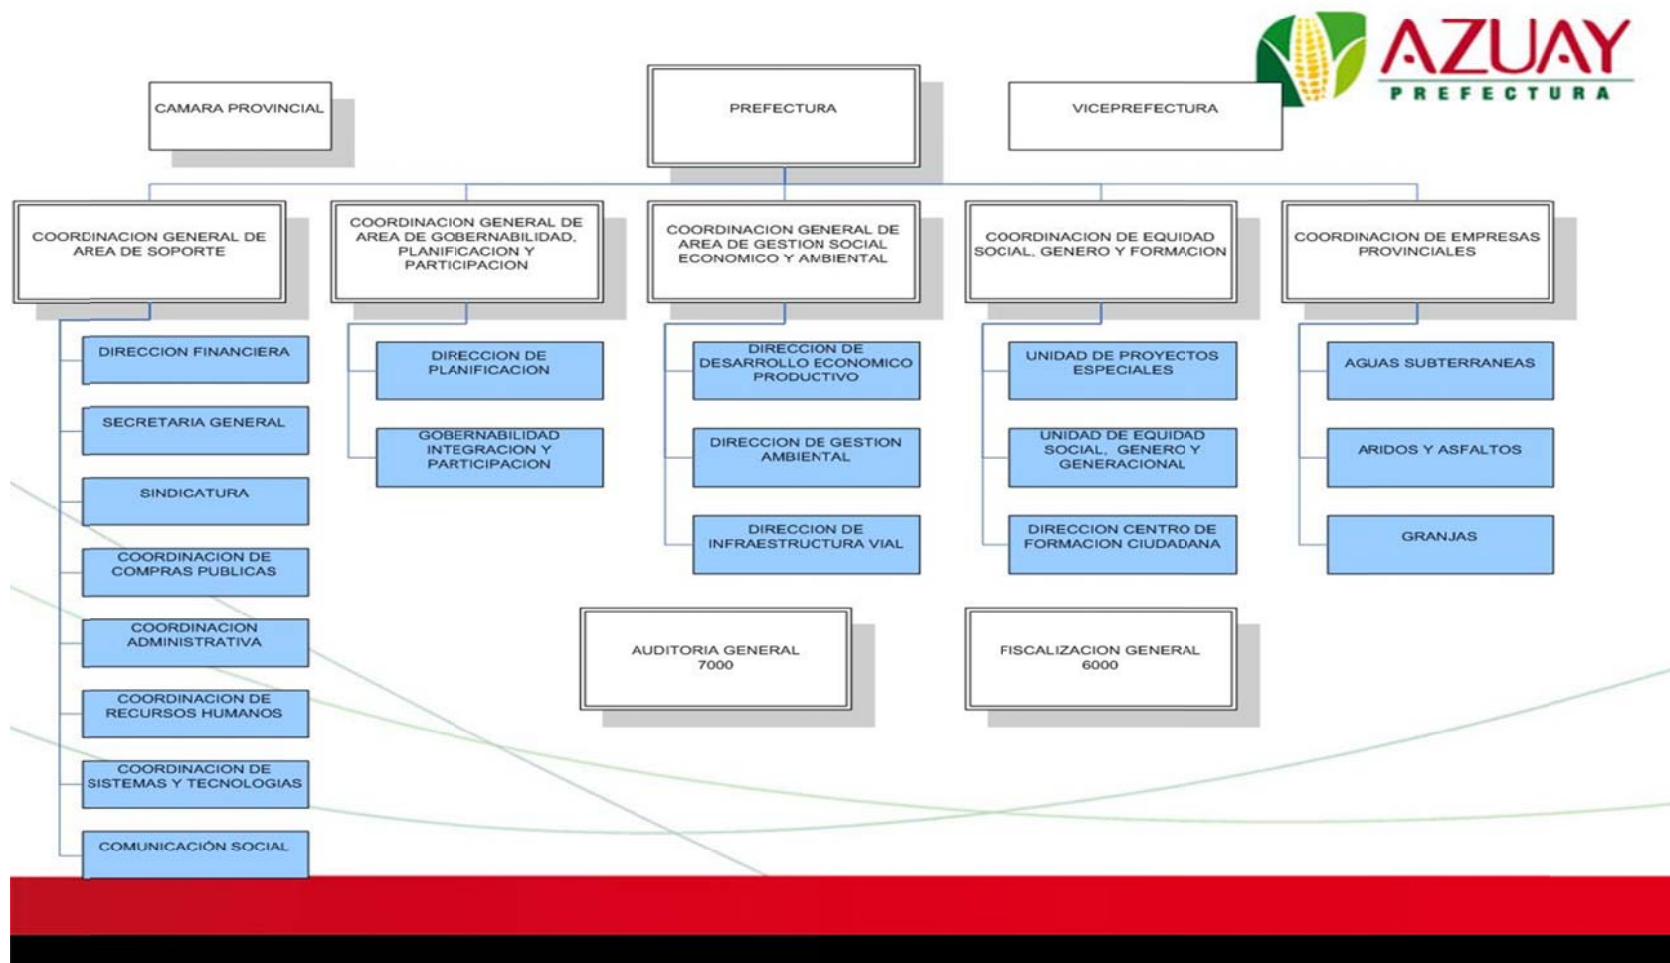 AZUAY
PREFECTURA
CAMARA PROVINCIAL
PREFECTURA
VICEPREFECTURA
COORDINACION GENERAL DE
AREA DE SOPORTE
COORDINACION GENERAL DE
AREA DE GOBERNABILIDAD,
PLANIFICACION Y
PARTICIPACION
COORDINACION GENERAL DE
AREA DE GESTION SOCIAL
ECONOMICO Y AMBIENTAL
COORDINACION DE EQUIDAD
SOCIAL, GENERO Y FORMACION
COORDINACION DE EMPRESAS
PROVINCIALES
DIRECCION FINANCIERA
SECRETARIA GENERAL
SINDICATURA
COORDINACION DE
COMPRAS PUBLICAS
COORDINACION
ADMINISTRATIVA
COORDINACION DE
RECURSOS HUMANOS
COORDINACION DE
SISTEMAS Y TECNOLOGIAS
COMUNICACIÓN SOCIAL
DIRECCION DE
PLANIFICACION
GOBERNABILIDAD
INTEGRACION Y
PARTICIPACION
DIRECCION DE
DESARROLLO ECONOMICO
PRODUCTIVO
DIRECCION DE GESTION
AMBIENTAL
DIRECCION DE
INFRAESTRUCTURA VIAL
UNIDAD DE PROYECTOS
ESPECIALES
UNIDAD DE EQUIDAD
SOCIAL, GENERO Y
GENERACIONAL
DIRECCION CENTRO DE
FORMACION CIUDADANA
AGUAS SUBTERRANEAS
ARIDOS Y ASFALTOS
GRANJAS
AUDITORIA GENERAL
7000
FISCALIZACION GENERAL
6000